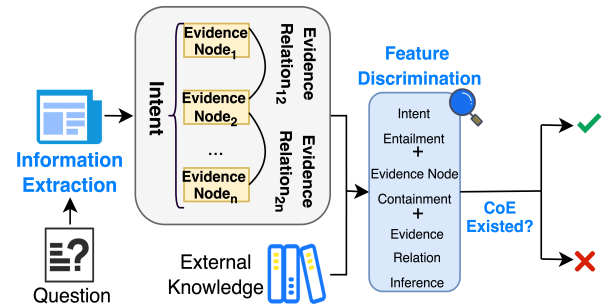 Information
Extraction
Question
Intent
Evidence
Node1
Evidence
Node2
...
Evidence
Noden
Evidence
Relation12
Evidence
Relation2n
External
Knowledge
Feature
Discrimination
Intent
Entailment
+
Evidence Node
Containment
+
Evidence
Relation
Inference
CoE
Existed?